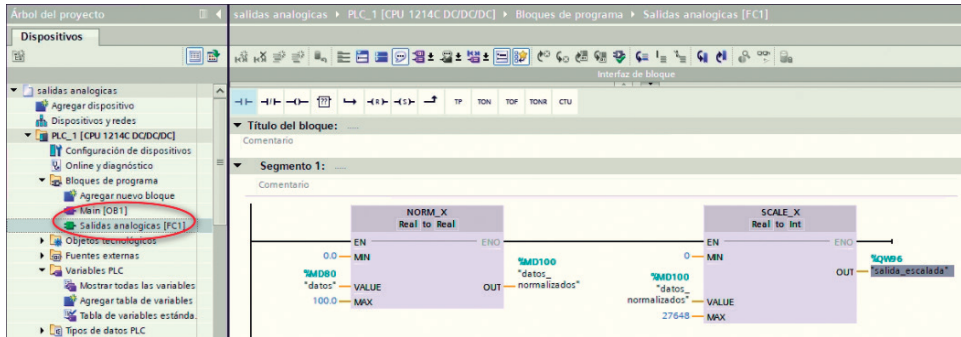 Árbol del proyecto
salidas analogicas ▸ PLC_1 [CPU 1214C DC/DC/DC] ▸ Bloques de programa ▸ Salidas analogicas [FC1]
Dispositivos
salidas analogicas
Agregar dispositivo
Dispositivos y redes
PLC_1 [CPU 1214C DC/DC/DC]
Configuración de dispositivos
Online y diagnóstico
Bloques de programa
Agregar nuevo bloque
Main [OB1]
Salidas analogicas [FC1]
Objetos tecnológicos
Fuentes externas
Variables PLC
Mostrar todas las variables
Agregar tabla de variables
Tabla de variables estánda.
Tipos de datos PLC
Interfaz de bloque
TP TON TOF TONR CTU
Título del bloque:
Comentario
Segmento 1:
Comentario
NORM_X
Real to Real
EN
ENO
0.0
MIN
%MD80
"datos"
VALUE
100.0
MAX
OUT
%MD100
"datos_
normalizados"
SCALE_X
Real to Int
EN
ENO
0
MIN
%MD100
"datos_
normalizados"
VALUE
27648
MAX
OUT
%QW96
"salida_escalada"